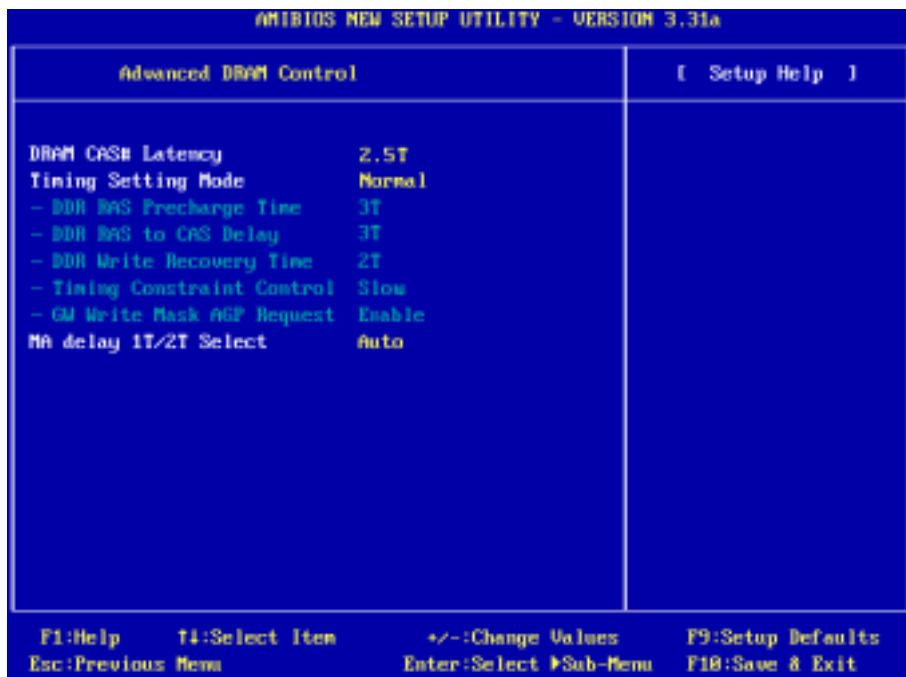 AMIBIOS NEW SETUP UTILITY - VERSION 3.31a
Advanced DRAM Control
[ Setup Help ]
DRAM CAS# Latency 2.5T
Timing Setting Mode Normal
- DDR RAS Precharge Time 3T
- DDR RAS to CAS Delay 3T
- DDR Write Recovery Time 2T
- Timing Constraint Control Slow
- GW Write Mask AGP Request Enable
MA delay 1T/2T Select Auto
F1:Help ↑↓:Select Item +/-:Change Values F9:Setup Defaults
Esc:Previous Menu Enter:Select ▶Sub-Menu F10:Save & Exit